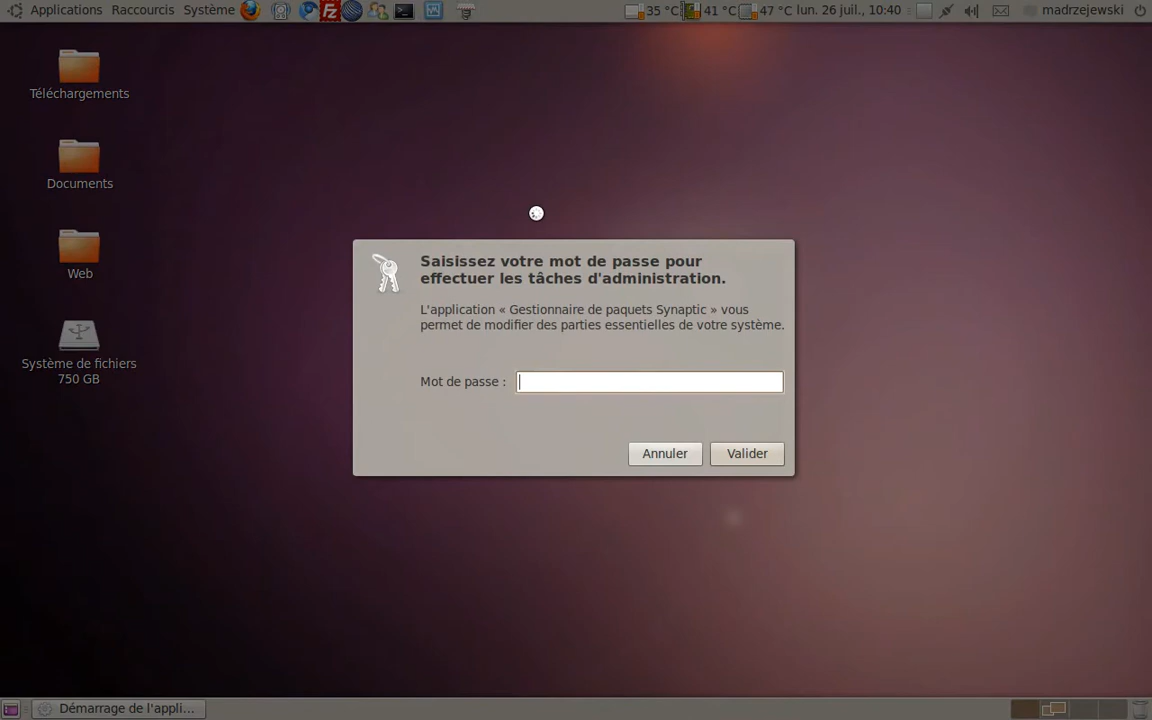 Applications Raccourcis Système Fz 35 °C 41 °C 47 °C lun. 26 juil., 10:40 madrzejewski
Téléchargements
Documents
Web
Système de fichiers
750 GB
Saisissez votre mot de passe pour
effectuer les tâches d'administration.
L'application « Gestionnaire de paquets Synaptic » vous
permet de modifier des parties essentielles de votre système.
Mot de passe :
Annuler Valider
Démarrage de l'appli...